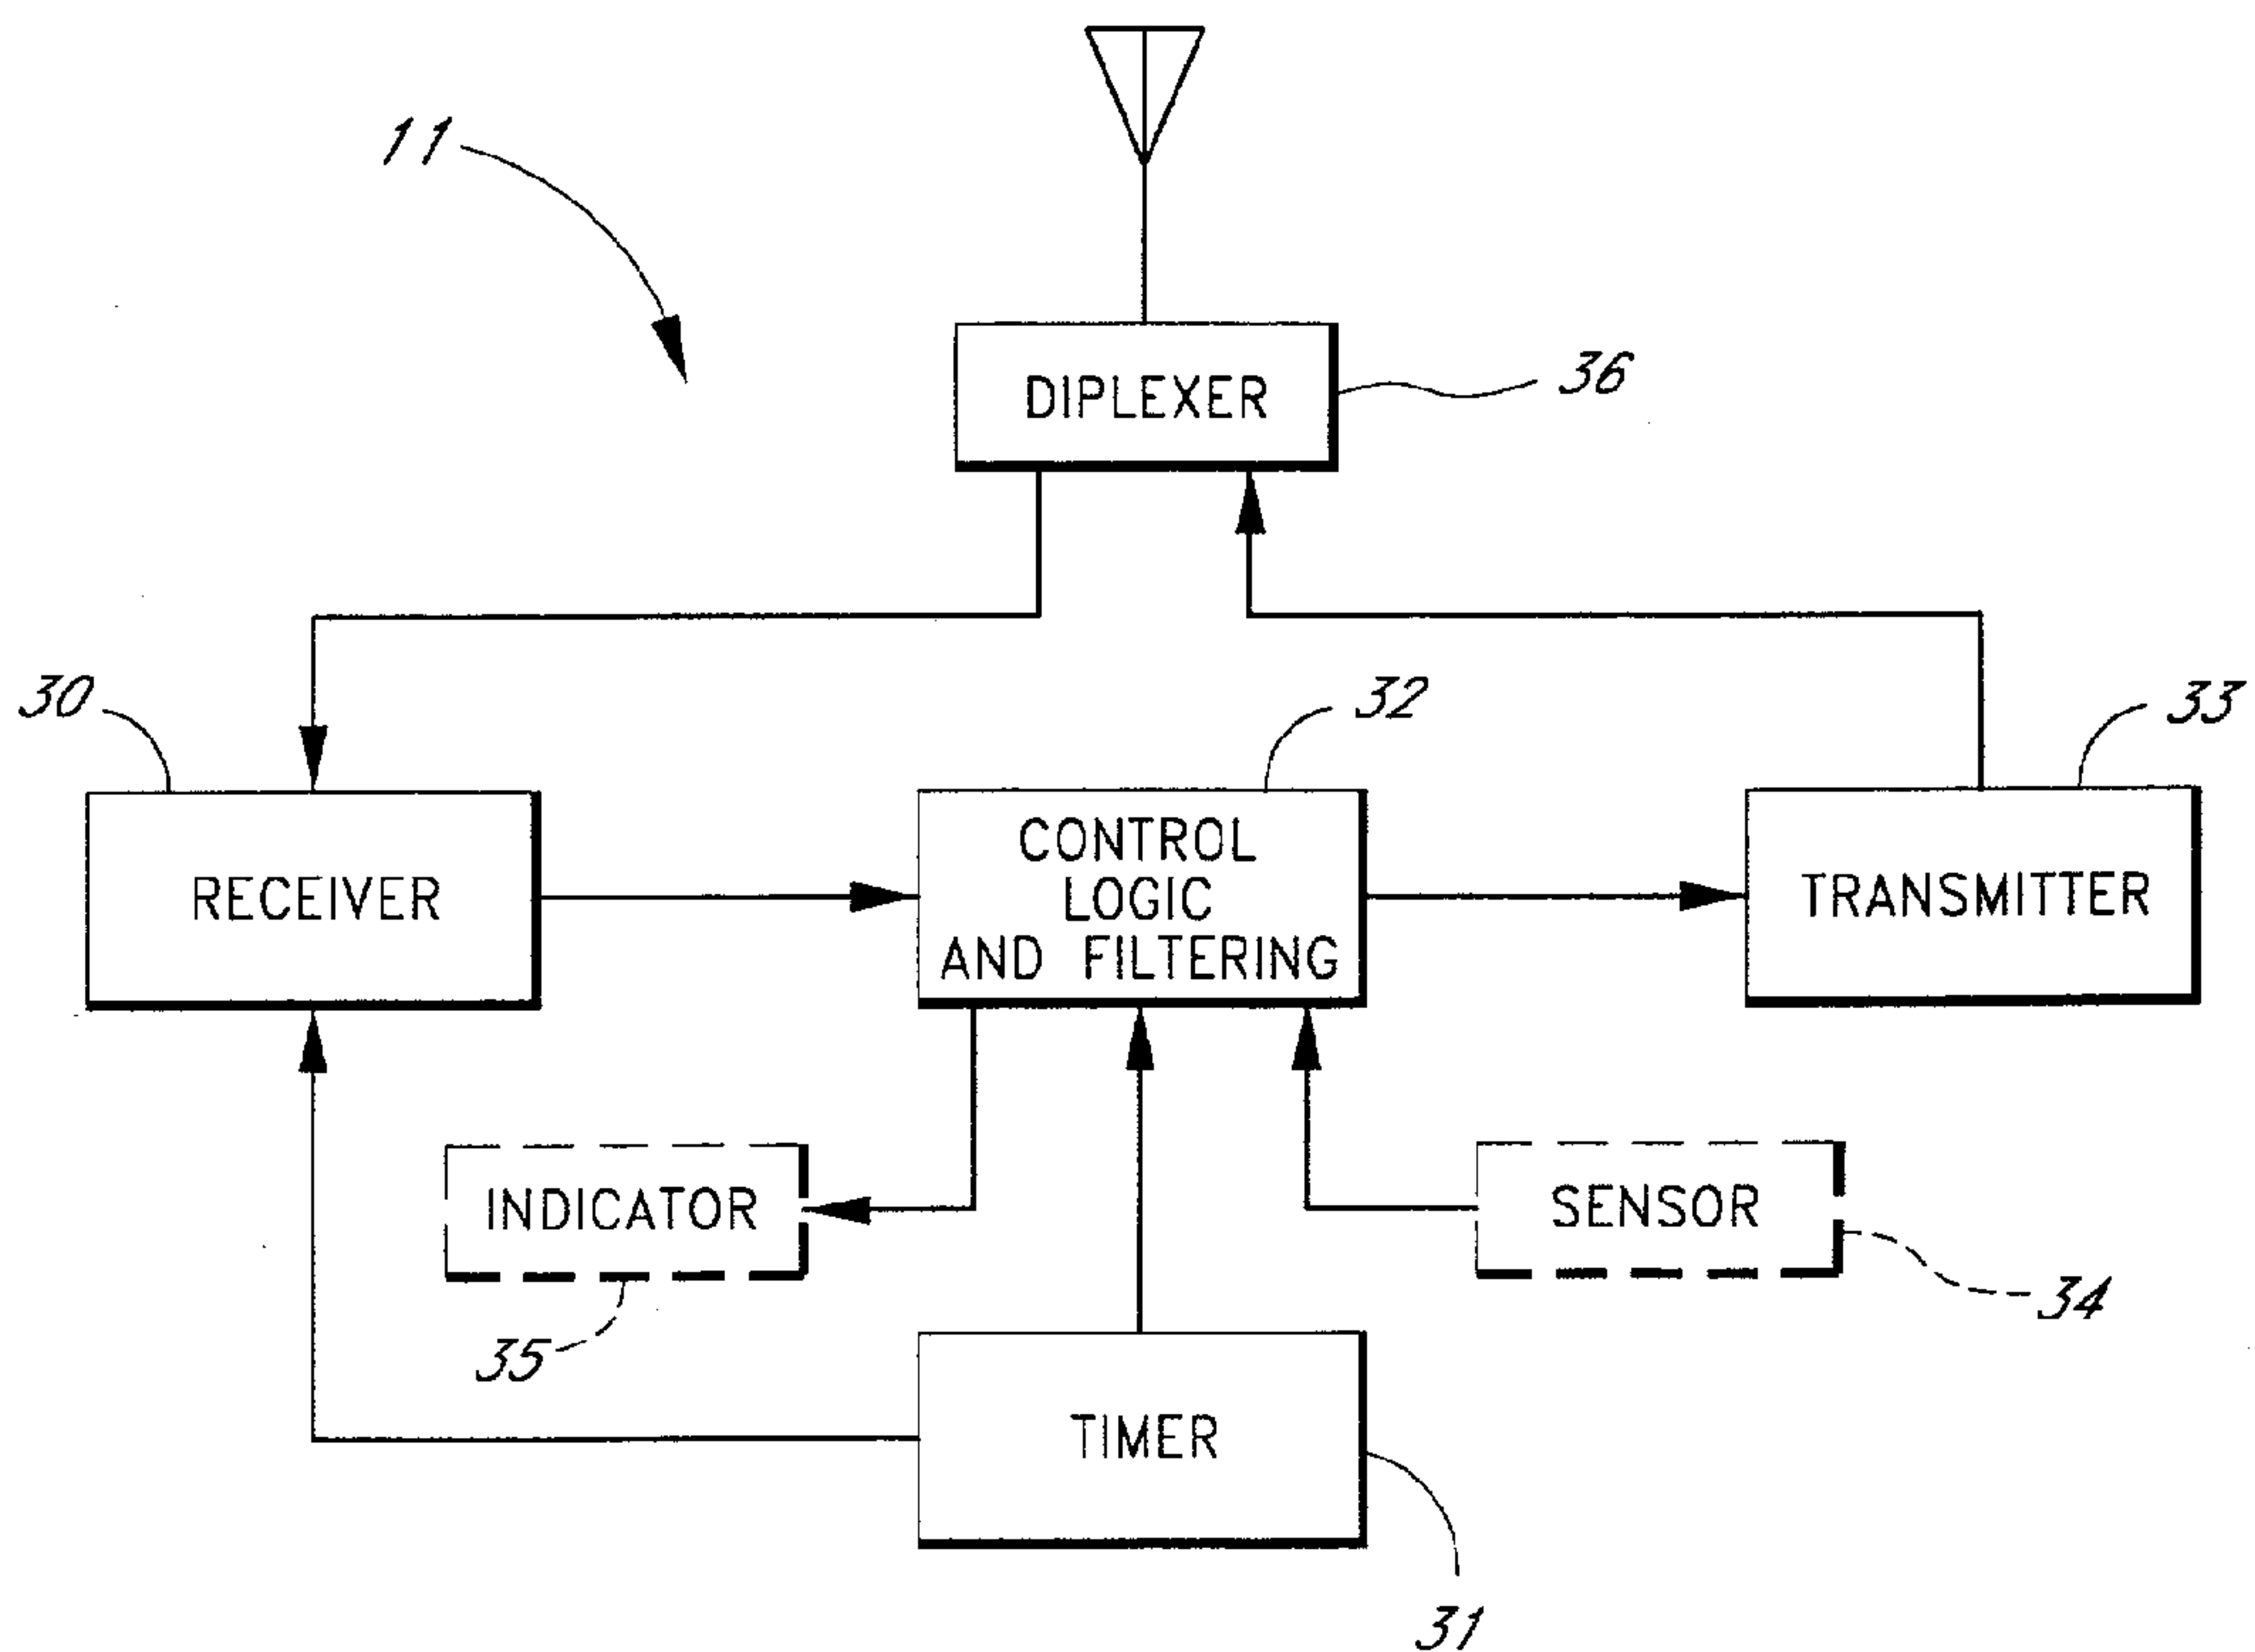 11
DIPLEXER
36
30
32
33
RECEIVER
CONTROL
LOGIC
AND FILTERING
TRANSMITTER
INDICATOR
SENSOR
35
34
TIMER
31